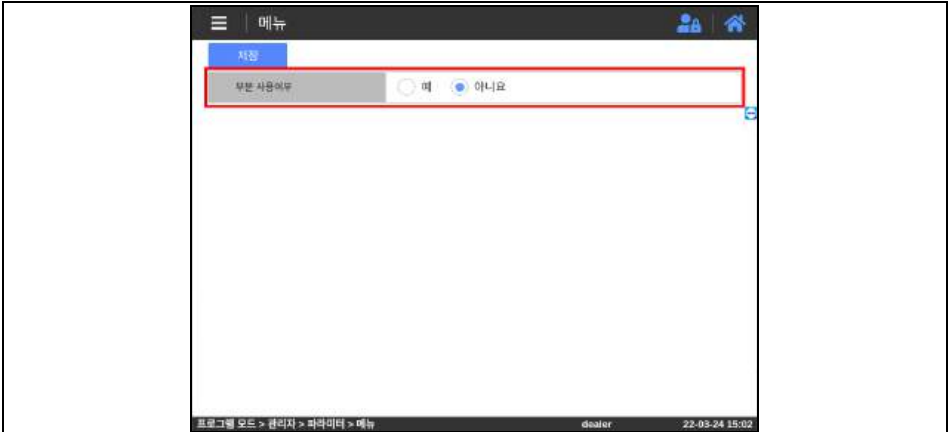 메뉴
저장
부분 사용여부
예
아니요
프로그램 모드 > 관리자 > 파라미터 > 메뉴
dealer
22-03-24 15:02